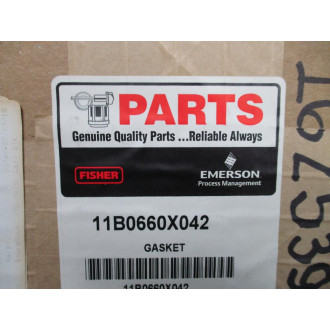 PARTS
Genuine Quality Parts ...Reliable Always
FISHER
EMERSON
Process Management
11B0660X042
GASKET
11B0660X042